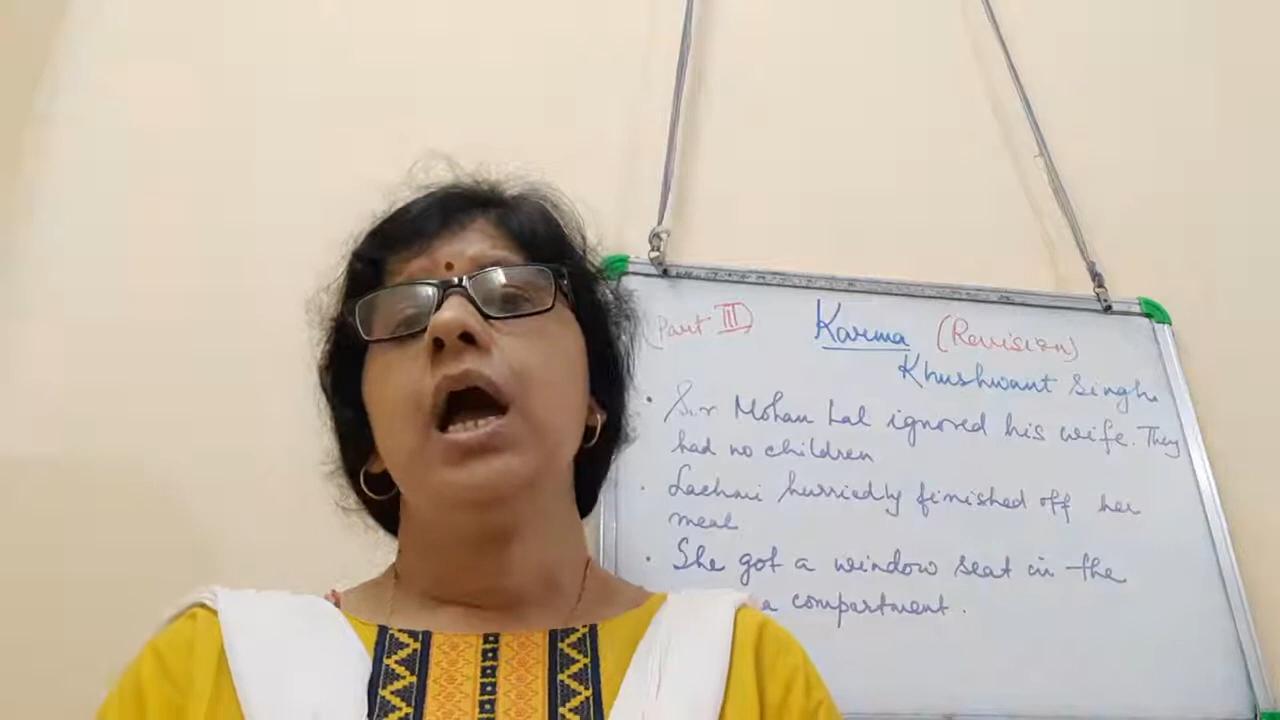 (Part III)
Karma (Revision)
Khushwant Singh
• Sir Mohan Lal ignored his wife. They
had no children
• Lachmi hurriedly finished off her
meal
• She got a window seat in the
compartment.